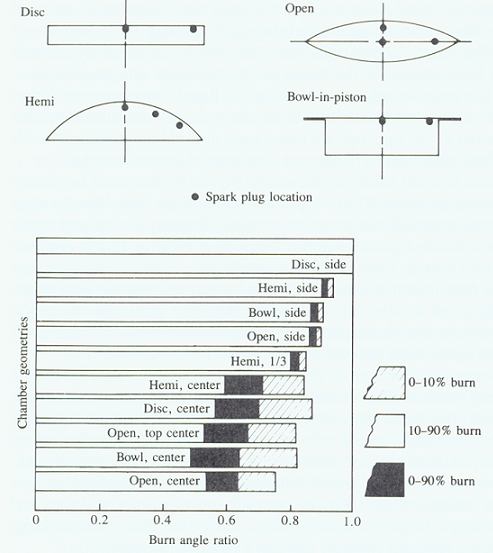 Disc
Open
Hemi
Bowl-in-piston
Spark plug location
Chamber geometries
Disc, side
Hemi, side
Bowl, side
Open, side
Hemi, 1/3
Hemi, center
Disc, center
Open, top center
Bowl, center
Open, center
0–10% burn
10–90% burn
0–90% burn
0 0.2 0.4 0.6 0.8 1.0
Burn angle ratio